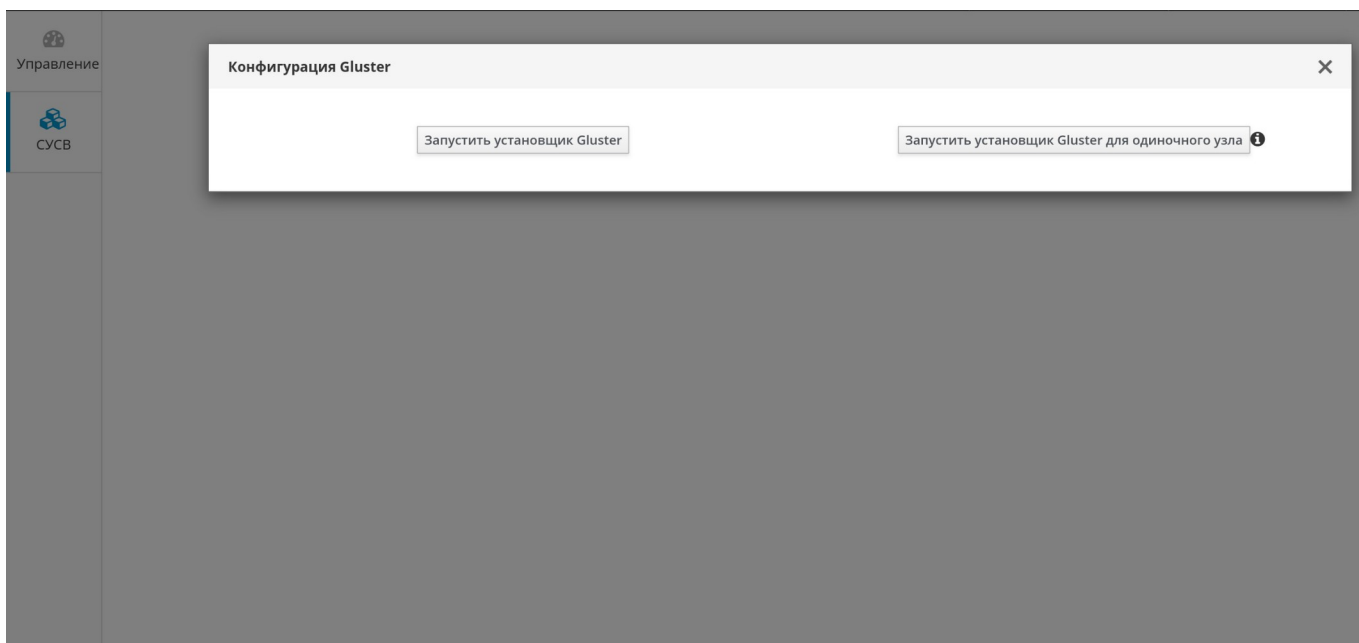 Управление
СУСВ
Конфигурация Gluster
Запустить установщик Gluster
Запустить установщик Gluster для одиночного узла